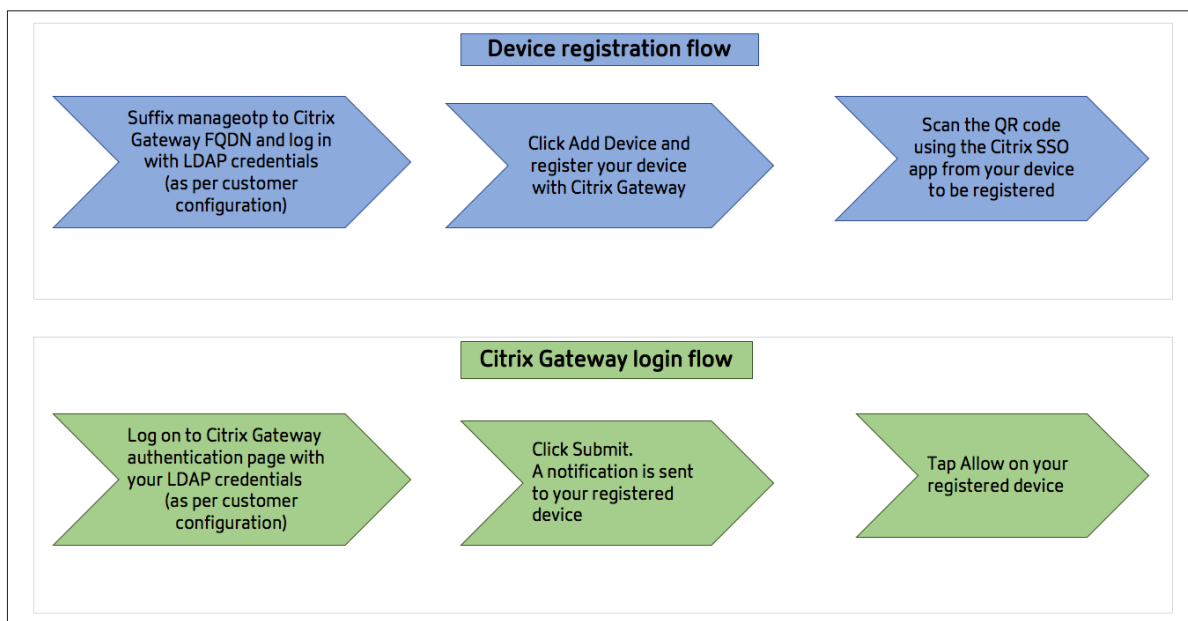 Device registration flow
Suffix manageotp to Citrix
Gateway FQDN and log in
with LDAP credentials
(as per customer
configuration)
Click Add Device and
register your device
with Citrix Gateway
Scan the QR code
using the Citrix SSO
app from your device
to be registered
Citrix Gateway login flow
Log on to Citrix Gateway
authentication page with
your LDAP credentials
(as per customer
configuration)
Click Submit.
A notification is sent
to your registered
device
Tap Allow on your
registered device